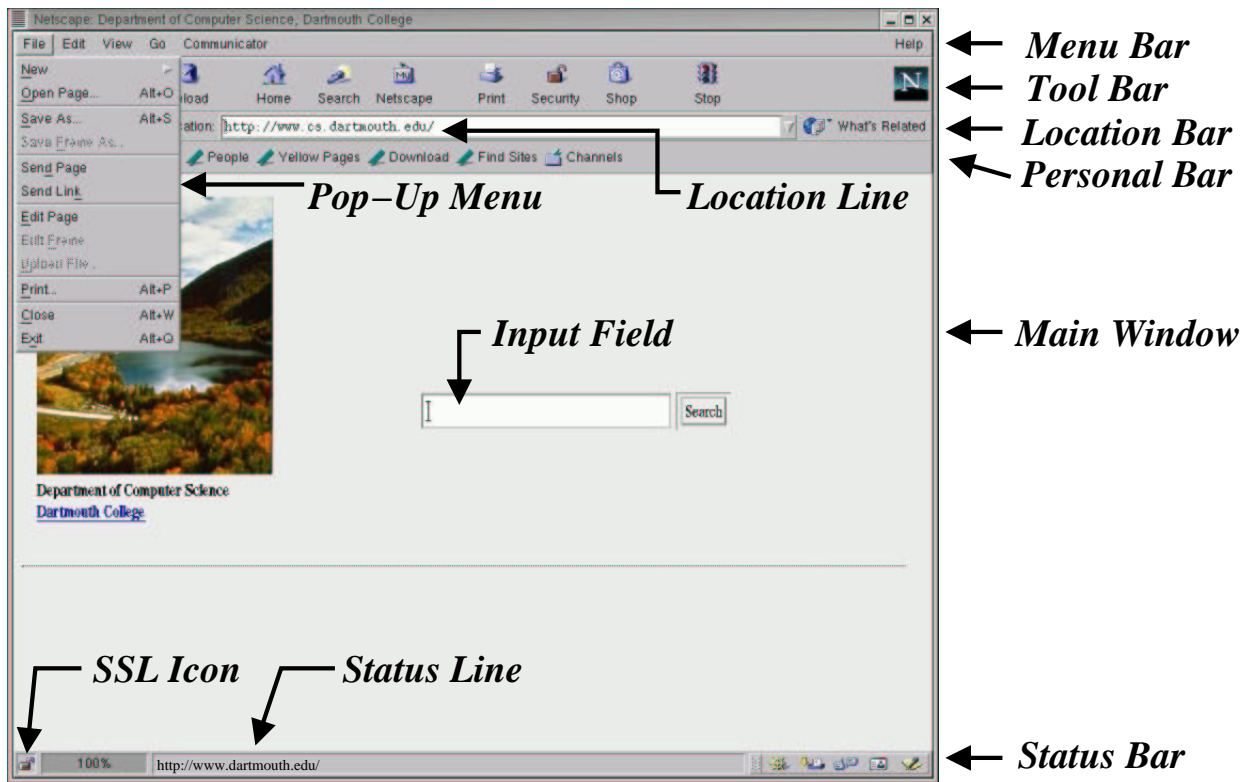 Netscape: Department of Computer Science, Dartmouth College
File Edit View Go Communicator Help
Menu Bar
New
Open Page... Alt+O
Save As... Alt+S
Save Frame As...
Send Page
Send Link
Edit Page
Edit Frame
Upload File...
Print... Alt+P
Close Alt+W
Exit Alt+Q
load Home Search Netscape Print Security Shop Stop
My
N
Tool Bar
ation: http://www.cs.dartmouth.edu/ What's Related
Location Bar
People Yellow Pages Download Find Sites Channels
Personal Bar
Pop–Up Menu
Location Line
Input Field
Main Window
Search
Department of Computer Science
Dartmouth College
SSL Icon
Status Line
100% http://www.dartmouth.edu/
Status Bar